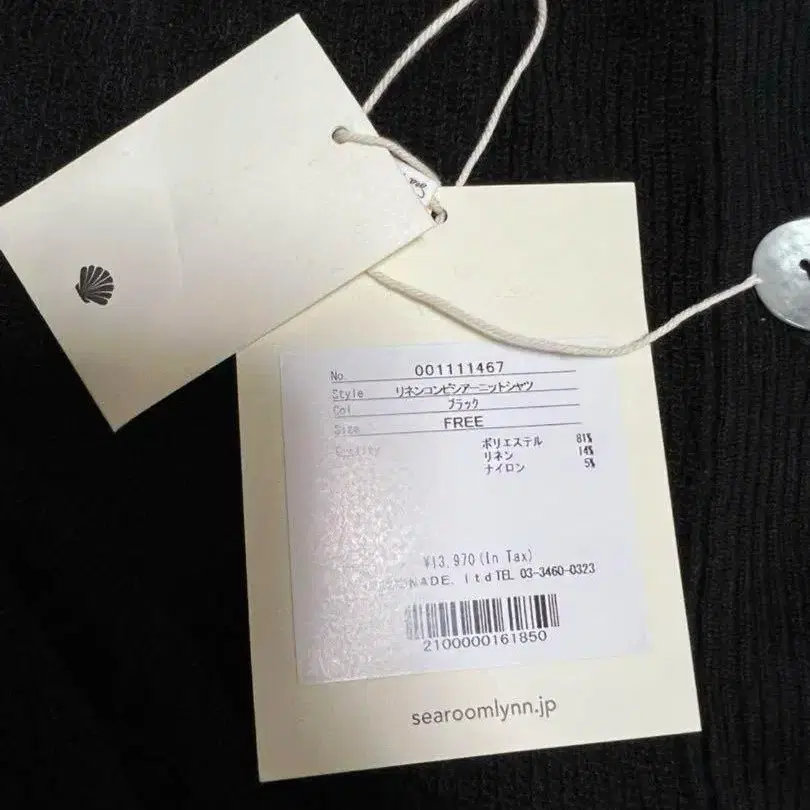 No. 001111467
Style リネンコンビシアーニットシャツ
Col ブラック
Size FREE
Quality ポリエステル 81%
リネン 14%
ナイロン 5%
¥13,970(In Tax)
NADE. ltd TEL 03-3460-0323
2100000161850
searoomlynn.jp